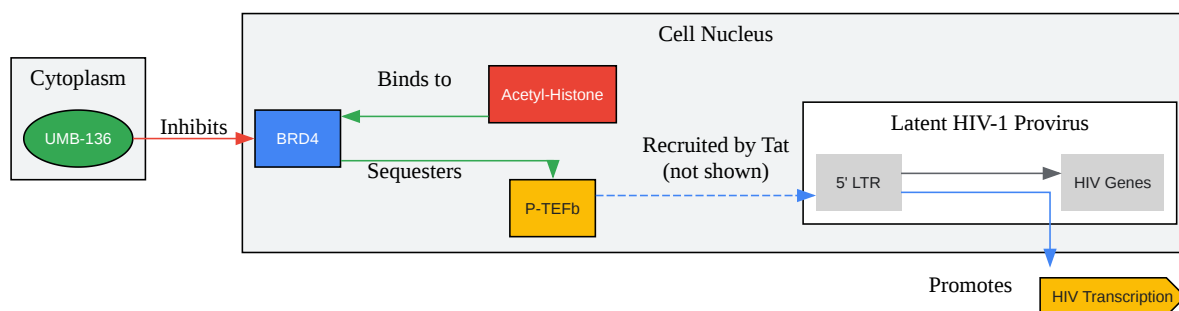 Cell Nucleus
Cytoplasm
UMB-136
Inhibits
BRD4
Binds to
Acetyl-Histone
Sequesters
P-TEFb
Recruited by Tat
(not shown)
Latent HIV-1 Provirus
5' LTR
HIV Genes
Promotes
HIV Transcription